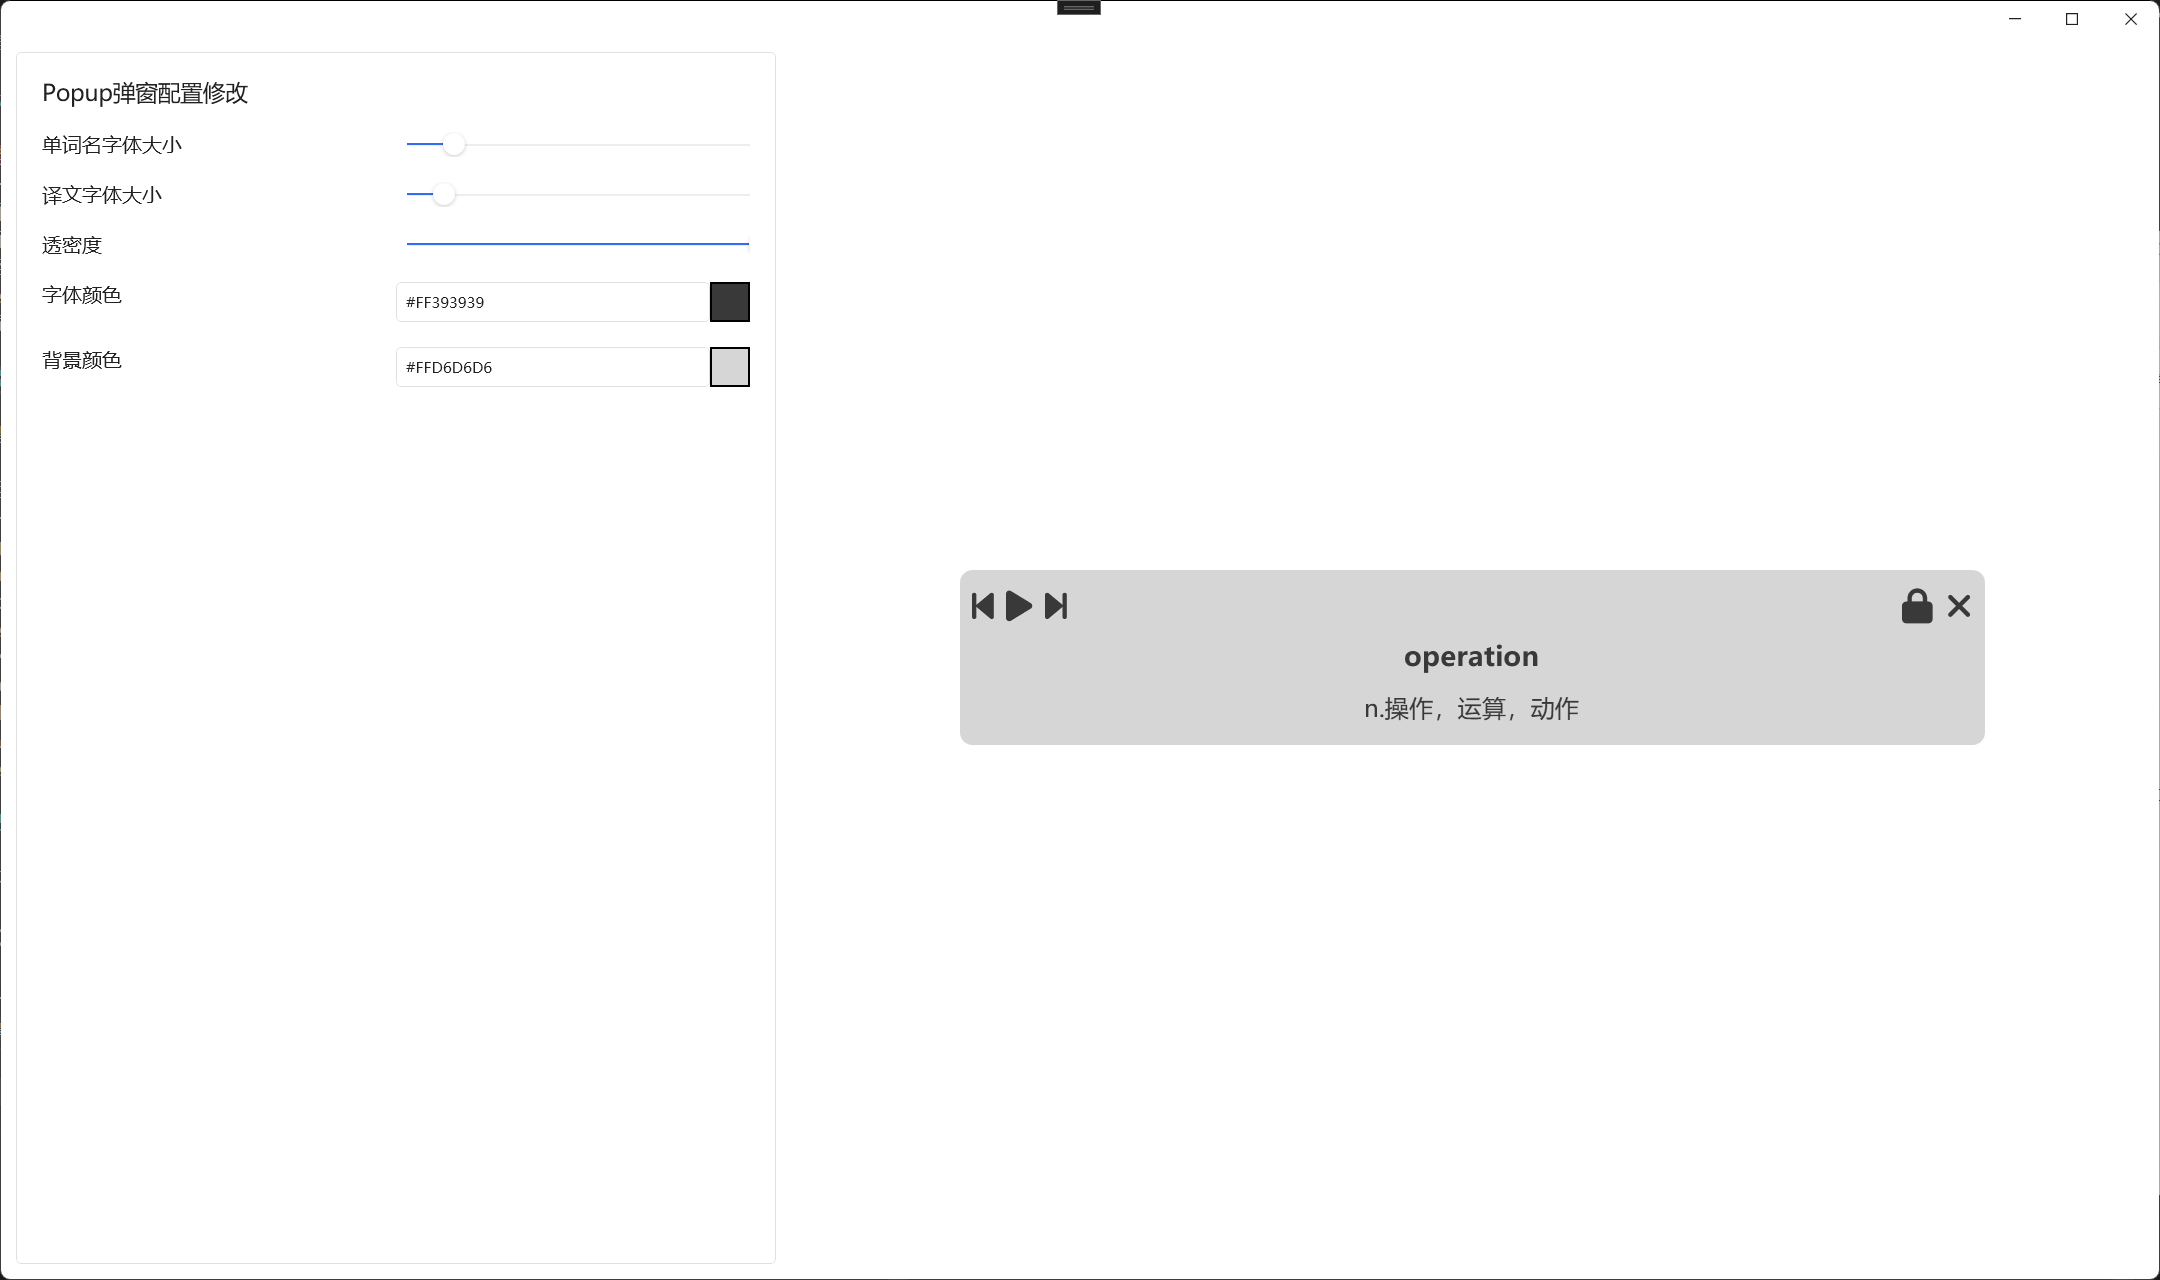 Popup弹窗配置修改
单词名字体大小
译文字体大小
透密度
字体颜色
#FF393939
背景颜色
#FFD6D6D6
operation
n.操作，运算，动作